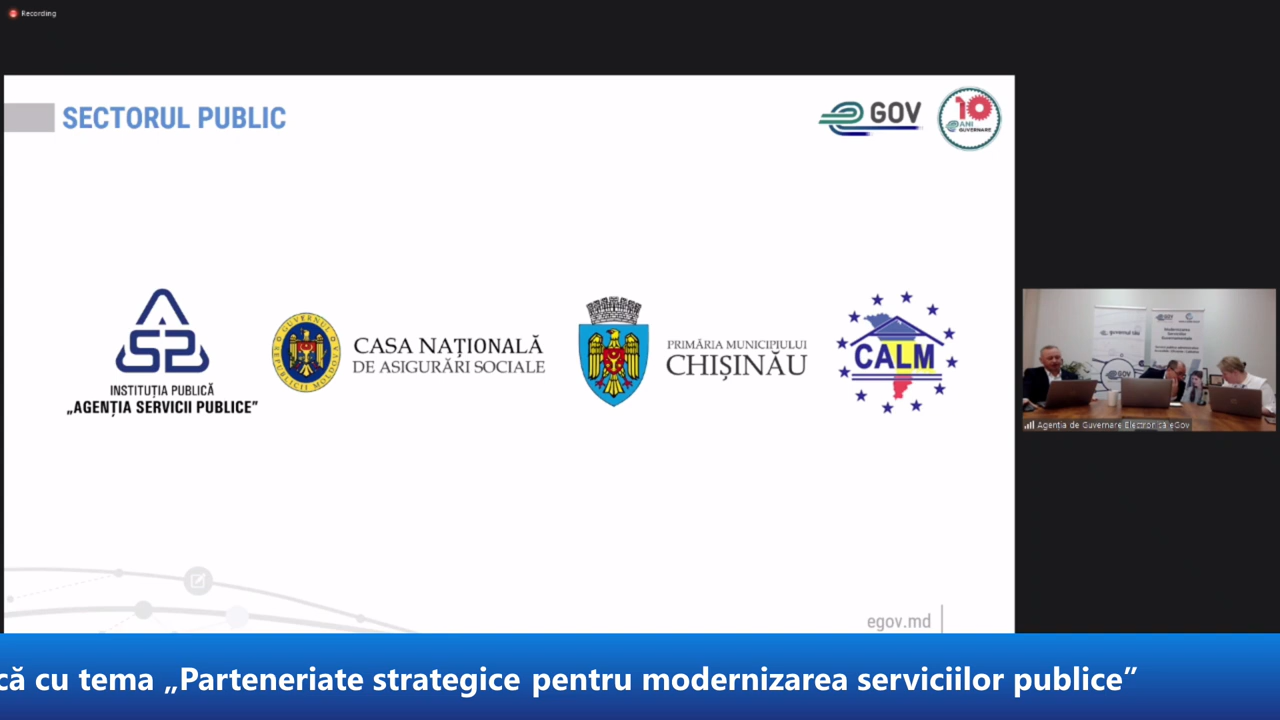 Recording
SECTORUL PUBLIC
GOV
10
ANI
GUVERNARE
INSTITUȚIA PUBLICĂ
„AGENȚIA SERVICII PUBLICE”
CASA NAȚIONALĂ
DE ASIGURĂRI SOCIALE
PRIMĂRIA MUNICIPIULUI
CHIȘINĂU
CALM
Agenția de Guvernare Electronică eGov
egov.md
că cu tema „Parteneriate strategice pentru modernizarea serviciilor publice”